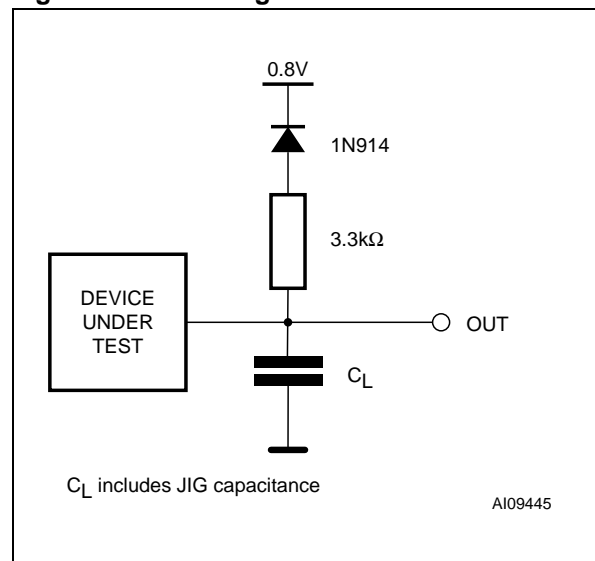 0.8V
1N914
3.3kΩ
DEVICE
UNDER
TEST
OUT
CL
CL includes JIG capacitance
AI09445